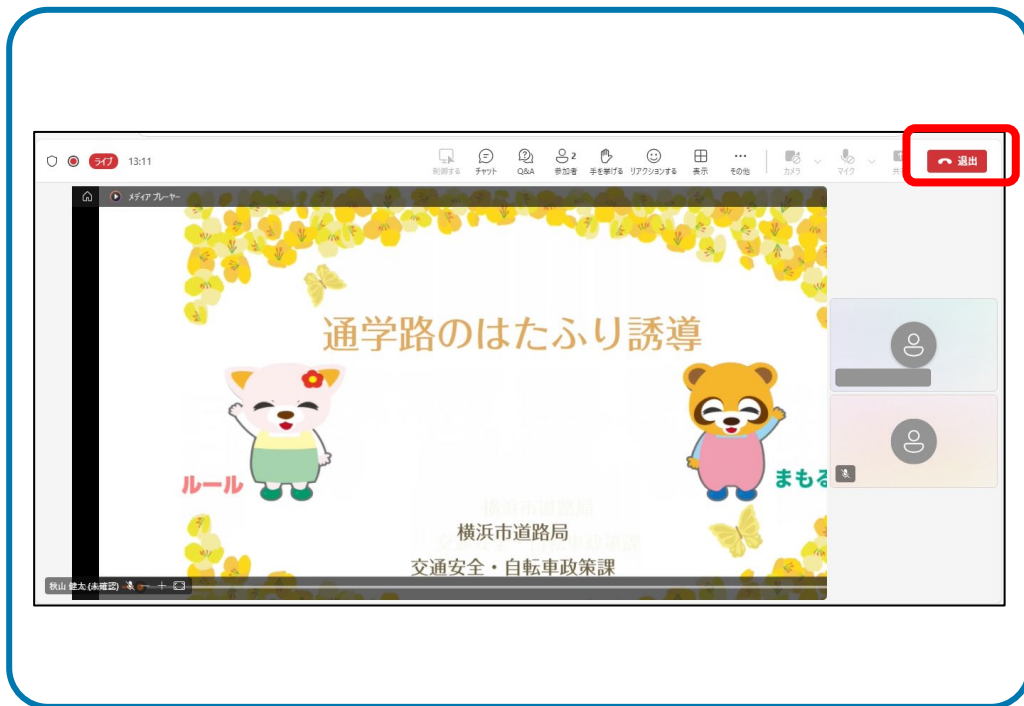 ライブ 13:11
制御する チャット Q&A 参加者 2 手を挙げる リアクションする 表示 その他 カメラ マイク 共 退出
メディア プレーヤー
通学路のはたふり誘導
ルール
まもる
横浜市道路局
交通安全・自転車政策課
秋山 健太 (未確認)